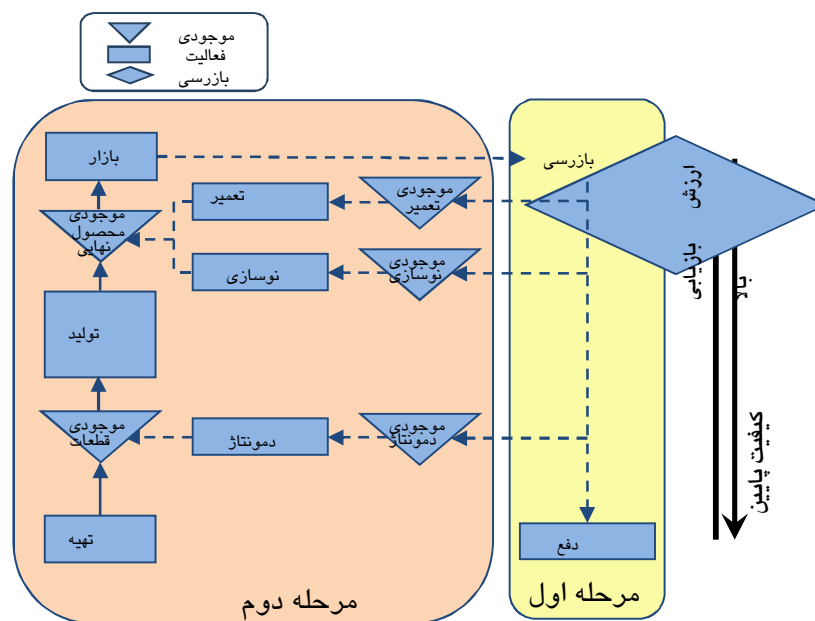 موجودی
فعالیت
بازرسی
بازار
تعمیر
موجودی
تعمیر
بازرسی
ارزش
بازیابی
بالا
موجودی
محصول
نهایی
نوسازی
موجودی
نوسازی
تولید
موجودی
قطعات
دمونتاژ
موجودی
دمونتاژ
کیفیت پایین
تهیه
دفع
مرحله اول
مرحله دوم